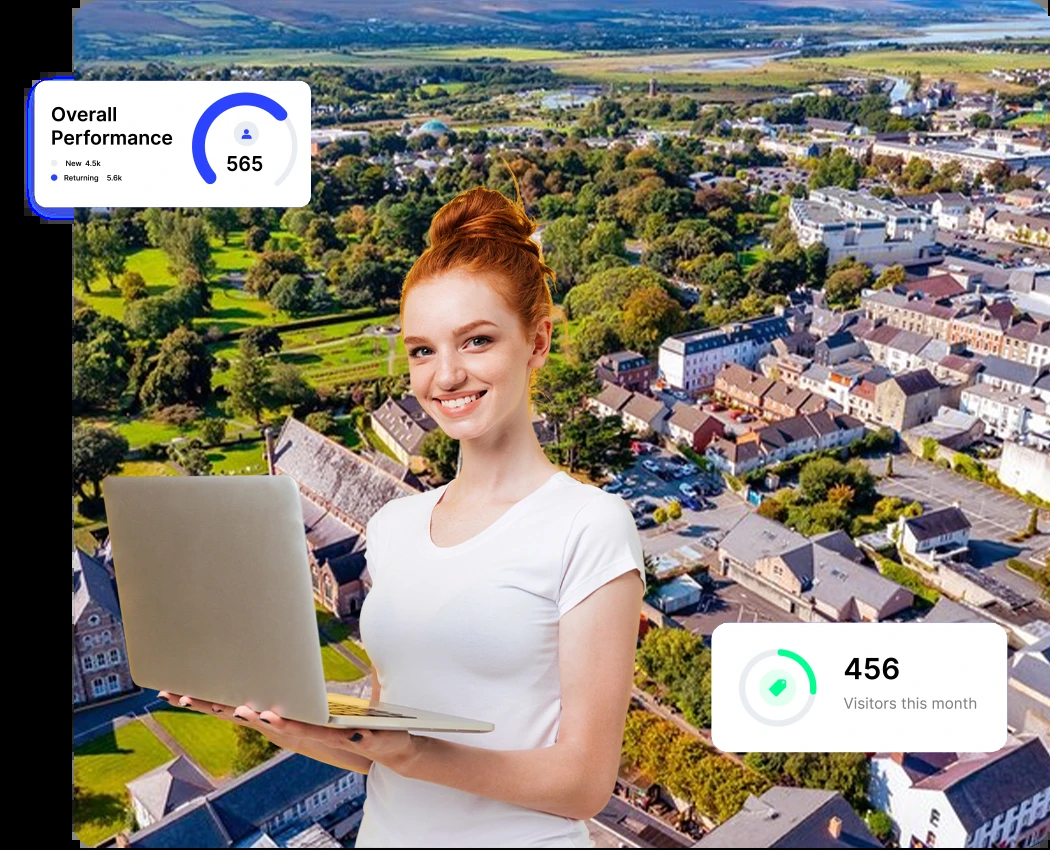 Overall
Performance
New 4.5k
Returning 5.6k
565
456
Visitors this month